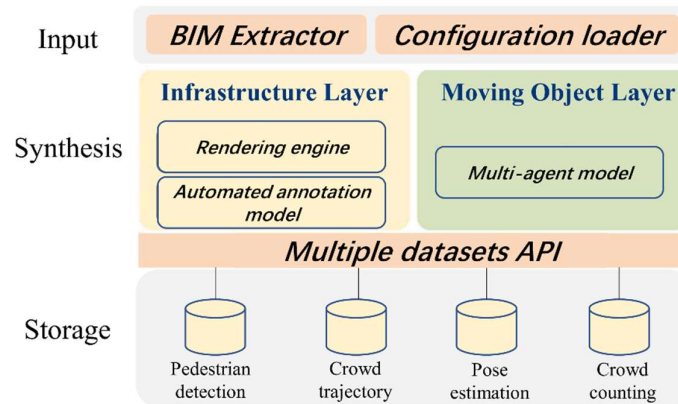 Input
BIM Extractor
Configuration loader
Synthesis
Infrastructure Layer
Rendering engine
Automated annotation
model
Moving Object Layer
Multi-agent model
Multiple datasets API
Storage
Pedestrian
detection
Crowd
trajectory
Pose
estimation
Crowd
counting